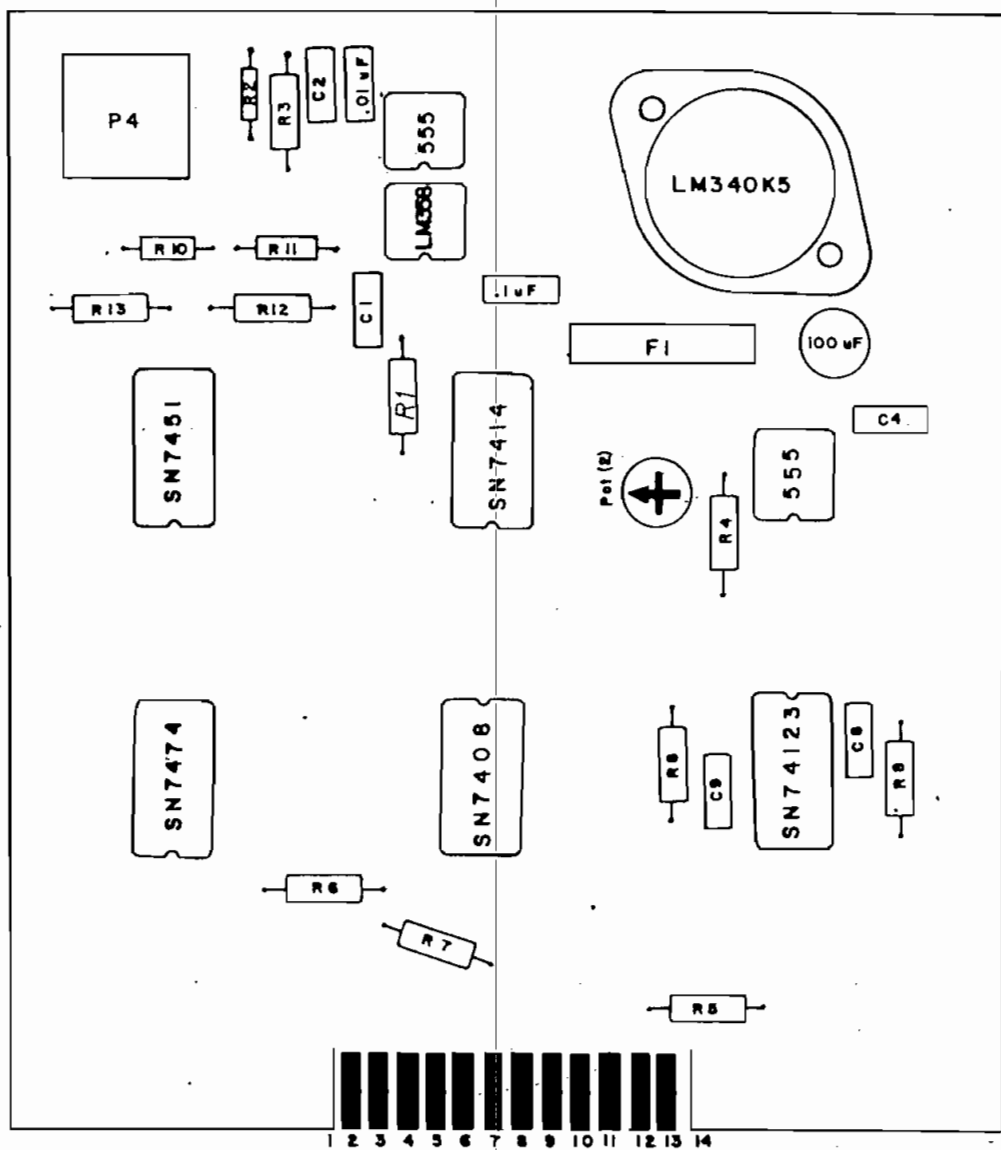 P4
R2
R3
C2
.01uF
555
LM358
LM340K5
R10
R11
R13
R12
C1
.1uF
F1
100uF
R1
C4
SN7451
SN7414
Pot (2)
R4
555
SN7474
SN7408
R8
C9
SN74123
C8
R8
R6
R7
R5
1 2 3 4 5 6 7 8 9 10 11 12 13 14